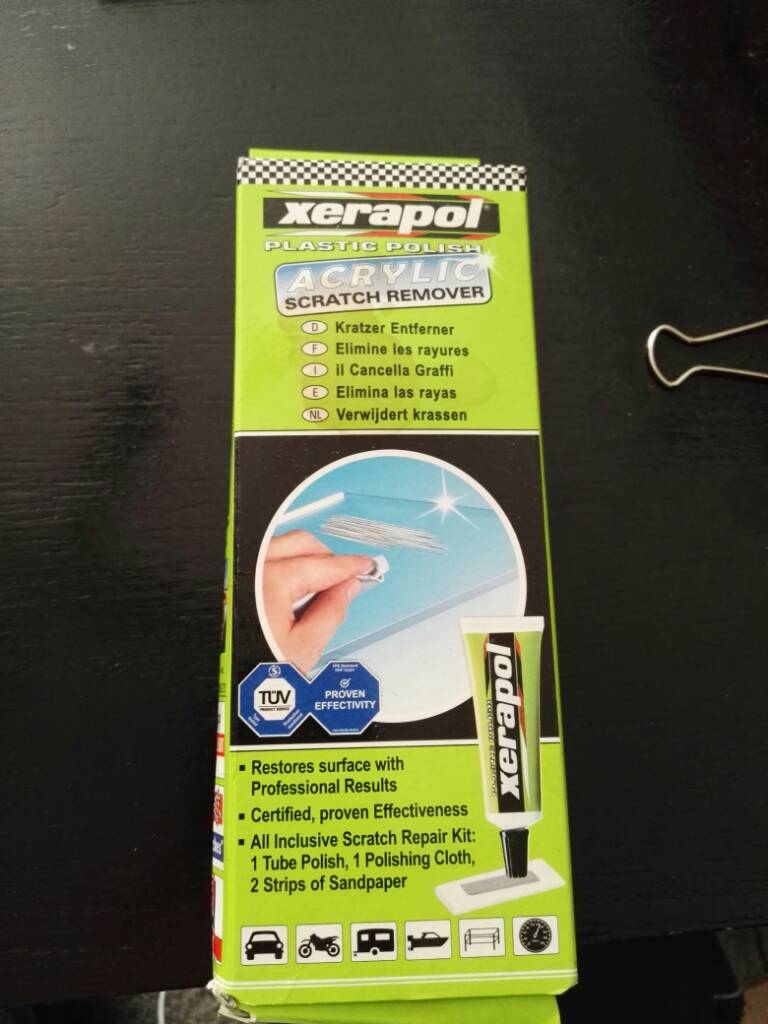 xerapol
PLASTIC POLISH
ACRYLIC
SCRATCH REMOVER
D Kratzer Entferner
F Elimine les rayures
I il Cancella Graffi
E Elimina las rayas
NL Verwijdert krassen
TÜV
PRODUCT SERVICE
PROVEN
EFFECTIVITY
xerapol
▪ Restores surface with
Professional Results
▪ Certified, proven Effectiveness
▪ All Inclusive Scratch Repair Kit:
1 Tube Polish, 1 Polishing Cloth,
2 Strips of Sandpaper